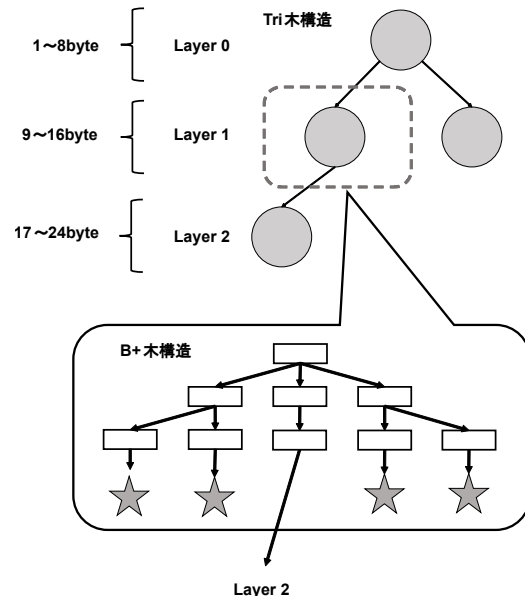 Tri木構造
1～8byte Layer 0
9～16byte Layer 1
17～24byte Layer 2
B+木構造
Layer 2